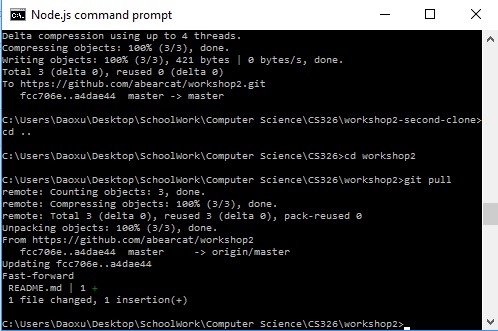 Node.js command prompt
Delta compression using up to 4 threads.
Compressing objects: 100% (3/3), done.
Writing objects: 100% (3/3), 421 bytes | 0 bytes/s, done.
Total 3 (delta 0), reused 0 (delta 0)
To https://github.com/abearcat/workshop2.git
   fcc706e..a4dae44  master -> master

C:\Users\Daoxu\Desktop\SchoolWork\Computer Science\CS326\workshop2-second-clone>
cd ..

C:\Users\Daoxu\Desktop\SchoolWork\Computer Science\CS326>cd workshop2

C:\Users\Daoxu\Desktop\SchoolWork\Computer Science\CS326\workshop2>git pull
remote: Counting objects: 3, done.
remote: Compressing objects: 100% (3/3), done.
remote: Total 3 (delta 0), reused 3 (delta 0), pack-reused 0
Unpacking objects: 100% (3/3), done.
From https://github.com/abearcat/workshop2
   fcc706e..a4dae44  master     -> origin/master
Updating fcc706e..a4dae44
Fast-forward
 README.md | 1 +
 1 file changed, 1 insertion(+)

C:\Users\Daoxu\Desktop\SchoolWork\Computer Science\CS326\workshop2>